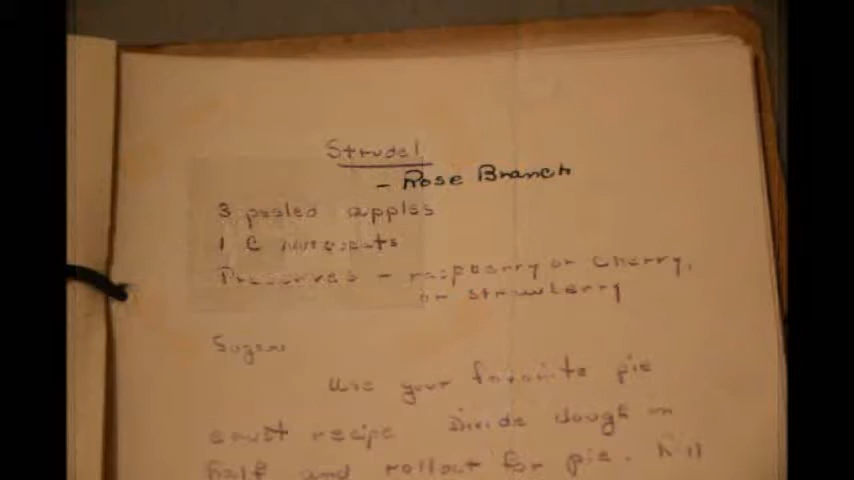 Strudel
- Rose Branch
3 peeled apples
1 C
Preserves - raspberry or cherry,
or strawberry
Sugar
Use your favorite pie
crust recipe Divide dough in
half and rollout for pie.